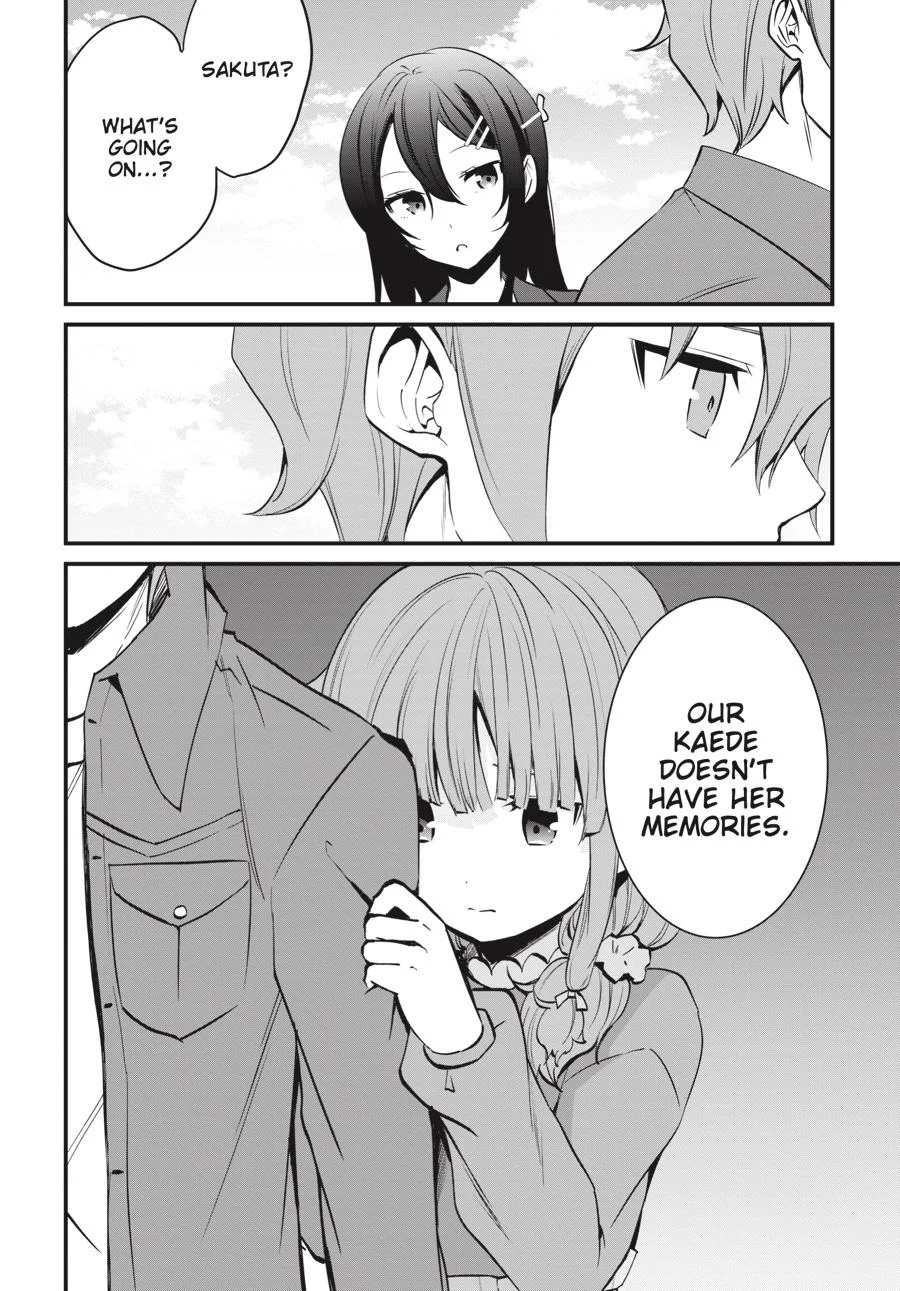 SAKUTA?
WHAT'S
GOING
ON...?
OUR
KAEDE
DOESN'T
HAVE HER
MEMORIES.